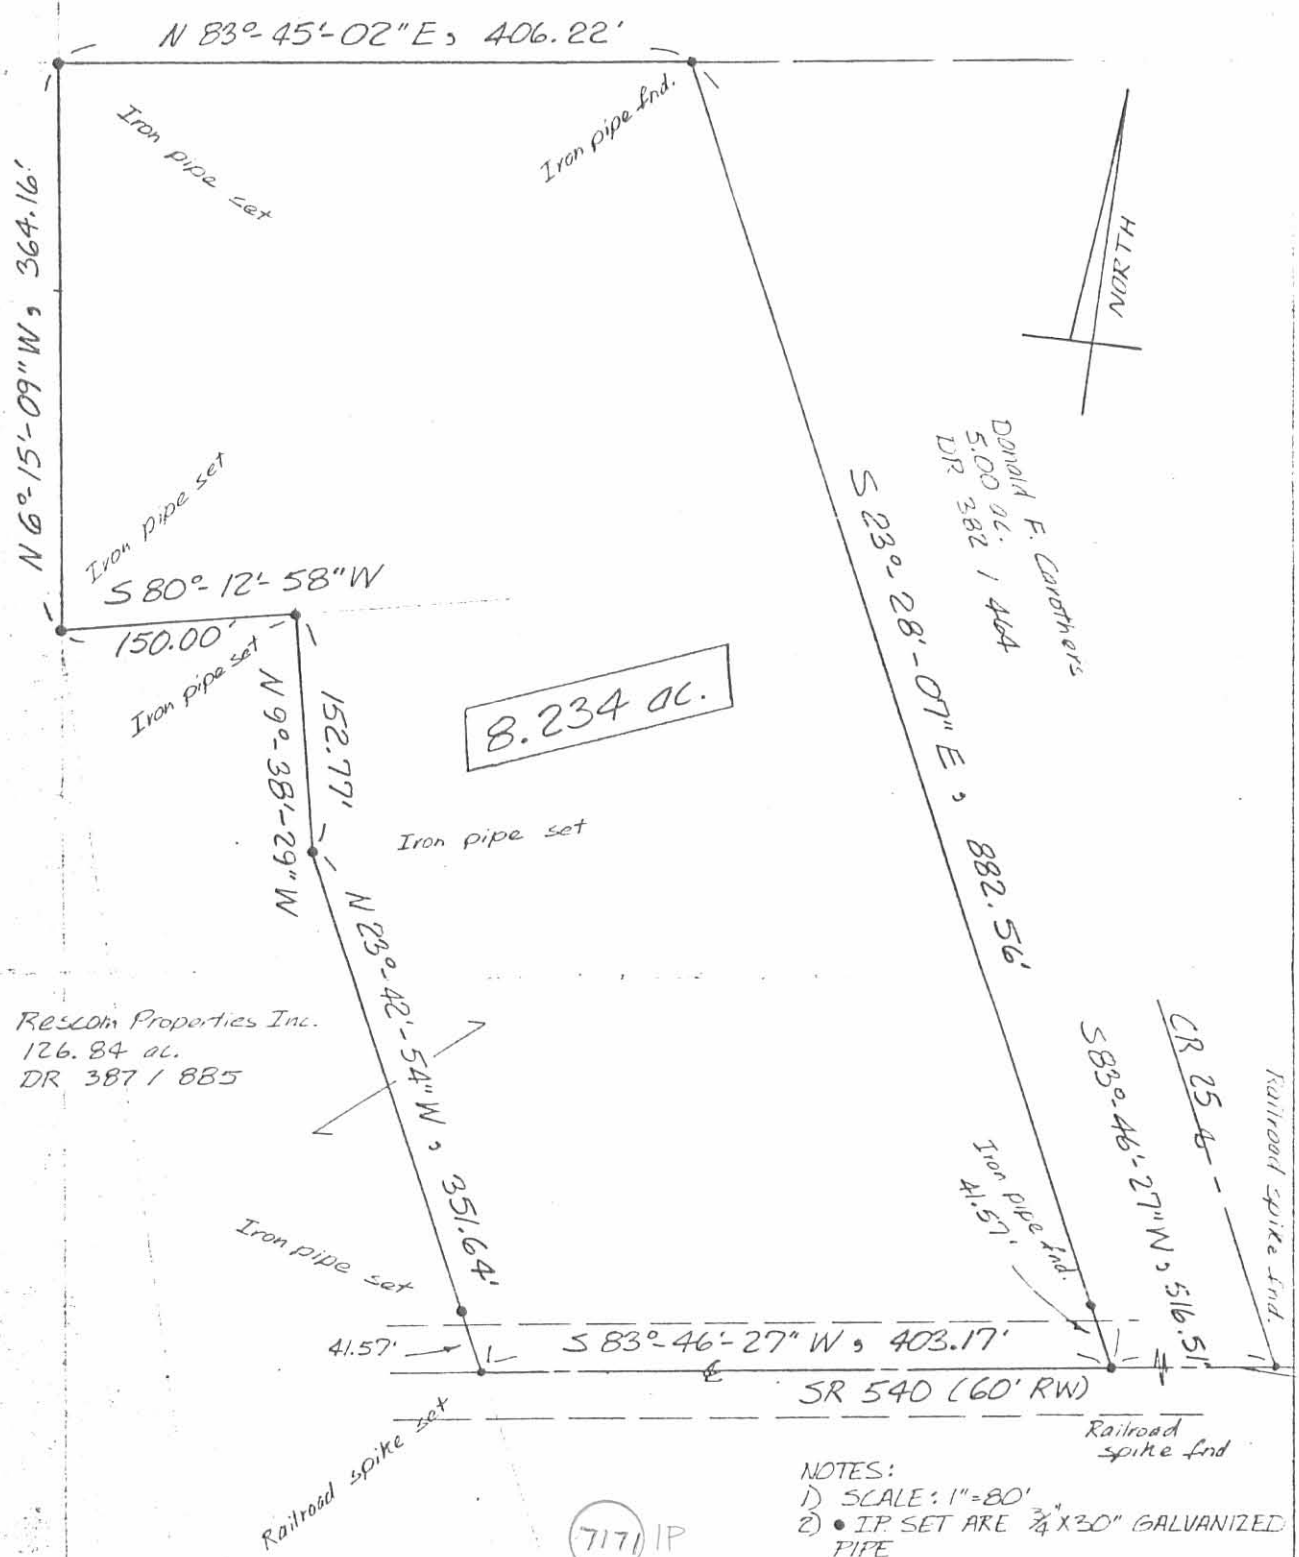 N 83°-45'-02"E, 406.22'
Iron pipe set
Iron pipe fnd.
N 6°-15'-09"W, 364.16'
NORTH
Donald F. Carothers
5.00 ac.
DR 382 / 464
Iron pipe set
S 80°-12'-58"W
150.00'
Iron pipe set
N 9°-38'-29"W
152.77'
8.234 ac.
S 23°-28'-07"E, 882.56'
Iron pipe set
N 23°-42'-54"W, 351.64'
Rescom Properties Inc.
126.84 ac.
DR 387 / 885
CR 25
S 83°-46'-27"W, 516.51'
Railroad spike fnd.
Iron pipe fnd.
41.57'
Iron pipe set
41.57'
S 83°-46'-27"W, 403.17'
SR 540 (60' RW)
Railroad
spike fnd
Railroad spike set
NOTES:
1) SCALE: 1"=80'
2) • I.P. SET ARE 3/4"X30" GALVANIZED
PIPE
7171 IP